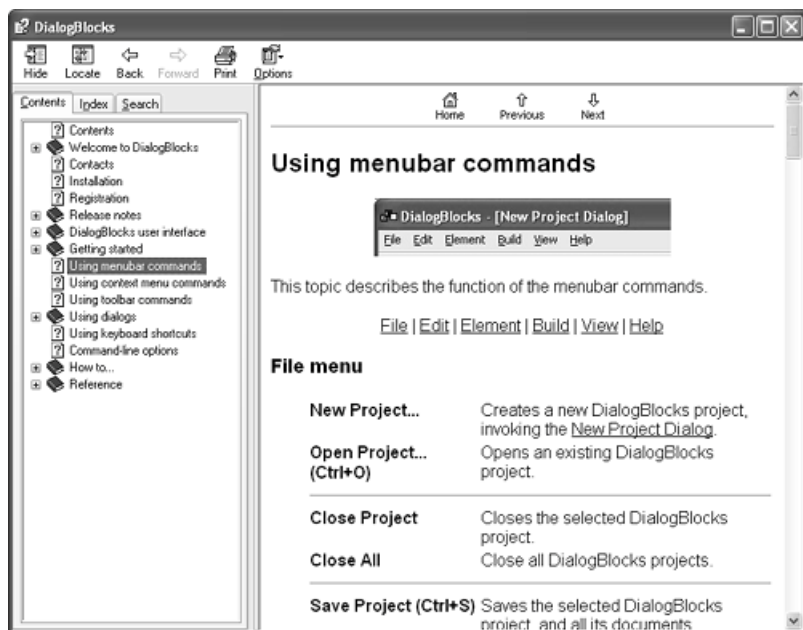 DialogBlocks
Hide Locate Back Forward Print Options
Contents Index Search
Contents
Welcome to DialogBlocks
Contacts
Installation
Registration
Release notes
DialogBlocks user interface
Getting started
Using menubar commands
Using context menu commands
Using toolbar commands
Using dialogs
Using keyboard shortcuts
Command-line options
How to...
Reference
Home Previous Next
Using menubar commands
DialogBlocks - [New Project Dialog]
File Edit Element Build View Help
This topic describes the function of the menubar commands.
File | Edit | Element | Build | View | Help
File menu
New Project... Creates a new DialogBlocks project,
invoking the New Project Dialog.
Open Project... Opens an existing DialogBlocks
(Ctrl+O) project.
Close Project Closes the selected DialogBlocks
project.
Close All Close all DialogBlocks projects.
Save Project (Ctrl+S) Saves the selected DialogBlocks
project, and all its documents.